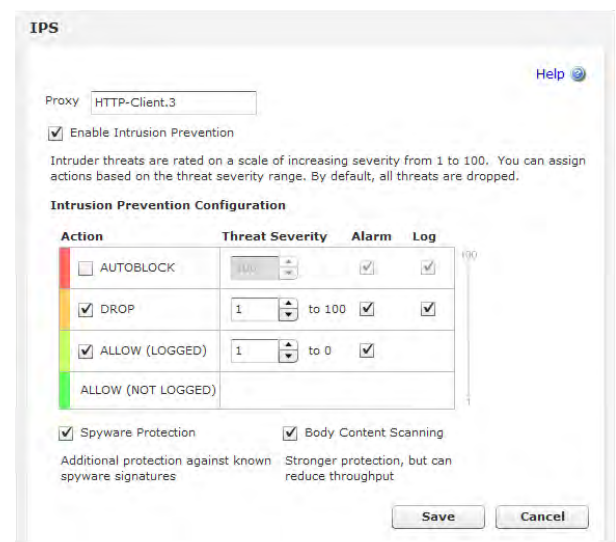 IPS
Help
Proxy HTTP-Client.3
Enable Intrusion Prevention
Intruder threats are rated on a scale of increasing severity from 1 to 100. You can assign
actions based on the threat severity range. By default, all threats are dropped.
Intrusion Prevention Configuration
Action Threat Severity Alarm Log
AUTOBLOCK 100
DROP 1 to 100
ALLOW (LOGGED) 1 to 0
ALLOW (NOT LOGGED)
1
Spyware Protection Body Content Scanning
Additional protection against known Stronger protection, but can
spyware signatures reduce throughput
Save Cancel